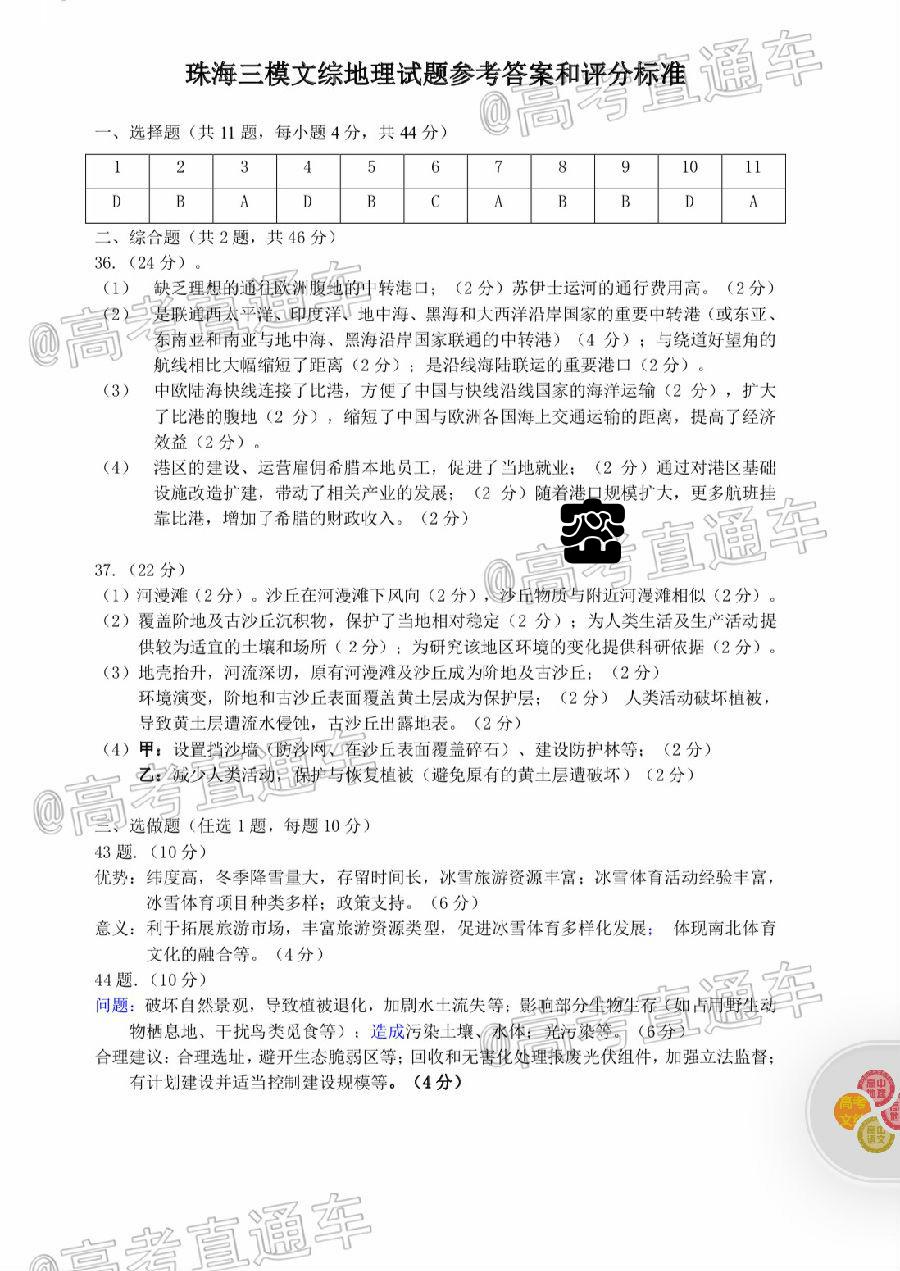 珠海三模文综地理试题参考答案和评分标准
一、选择题（共 11 题，每小题 4 分，共 44 分）
1 2 3 4 5 6 7 8 9 10 11
D B A D B C A B B D A
二、综合题（共 2 题，共 46 分）
36.（24 分）。
（1） 缺乏理想的通往欧洲腹地的中转港口；（2 分）苏伊士运河的通行费用高。（2 分）
（2） 是联通西太平洋、印度洋、地中海、黑海和大西洋沿岸国家的重要中转港（或东亚、
东南亚和南亚与地中海、黑海沿岸国家联通的中转港）（4 分）；与绕道好望角的
航线相比大幅缩短了距离（2 分）；是沿线海陆联运的重要港口（2 分）。
（3） 中欧陆海快线连接了比港，方便了中国与快线沿线国家的海洋运输（2 分），扩大
了比港的腹地（2 分），缩短了中国与欧洲各国海上交通运输的距离，提高了经济
效益（2 分）。
（4） 港区的建设、运营雇佣希腊本地员工，促进了当地就业；（2 分）通过对港区基础
设施改造扩建，带动了相关产业的发展；（2 分）随着港口规模扩大，更多航班挂
靠比港，增加了希腊的财政收入。（2 分）
37.（22 分）
（1）河漫滩（2 分）。沙丘在河漫滩下风向（2 分），沙丘物质与附近河漫滩相似（2 分）。
（2）覆盖阶地及古沙丘沉积物，保护了当地相对稳定（2 分）；为人类生活及生产活动提
供较为适宜的土壤和场所（2 分）；为研究该地区环境的变化提供科研依据（2 分）。
（3）地壳抬升，河流深切，原有河漫滩及沙丘成为阶地及古沙丘；（2 分）
环境演变，阶地和古沙丘表面覆盖黄土层成为保护层；（2 分） 人类活动破坏植被，
导致黄土层遭流水侵蚀，古沙丘出露地表。（2 分）
（4）甲：设置挡沙墙（防沙网、在沙丘表面覆盖碎石）、建设防护林等；（2 分）
乙：减少人类活动；保护与恢复植被（避免原有的黄土层遭破坏）（2 分）
三、选做题（任选 1 题，每题 10 分）
43 题.（10 分）
优势：纬度高，冬季降雪量大，存留时间长，冰雪旅游资源丰富；冰雪体育活动经验丰富，
冰雪体育项目种类多样；政策支持。（6 分）
意义：利于拓展旅游市场，丰富旅游资源类型，促进冰雪体育多样化发展； 体现南北体育
文化的融合等。（4 分）
44 题.（10 分）
问题：破坏自然景观，导致植被退化，加剧水土流失等；影响部分生物生存（如占用野生动
物栖息地、干扰鸟类觅食等）；造成污染土壤、水体；光污染等。（6 分）
合理建议：合理选址，避开生态脆弱区等；回收和无害化处理报废光伏组件，加强立法监督；
有计划建设并适当控制建设规模等。（4 分）
@高考直通车
@高考直通车
@高考直通车
@高考直通车
@高考直通车
@高考直通车
高中
地理
高考
文综
高中
语文